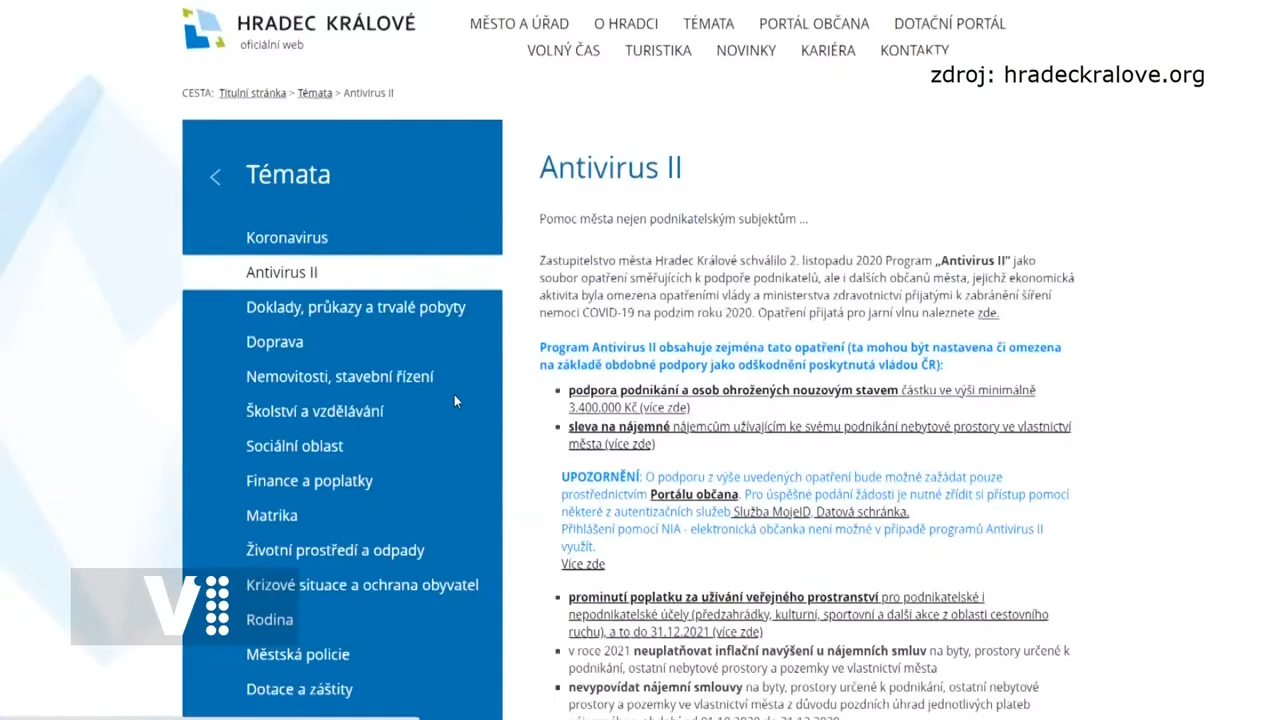 HRADEC KRÁLOVÉ
oficiální web
MĚSTO A ÚŘAD O HRADCI TÉMATA PORTÁL OBČANA DOTAČNÍ PORTÁL
VOLNÝ ČAS TURISTIKA NOVINKY KARIÉRA KONTAKTY
zdroj: hradeckralove.org
CESTA: Titulní stránka > Témata > Antivirus II
Témata
Koronavirus
Antivirus II
Doklady, průkazy a trvalé pobyty
Doprava
Nemovitosti, stavební řízení
Školství a vzdělávání
Sociální oblast
Finance a poplatky
Matrika
Životní prostředí a odpady
Krizové situace a ochrana obyvatel
Rodina
Městská policie
Dotace a záštity
Antivirus II
Pomoc města nejen podnikatelským subjektům ...
Zastupitelstvo města Hradec Králové schválilo 2. listopadu 2020 Program „Antivirus II" jako
soubor opatření směřujících k podpoře podnikatelů, ale i dalších občanů města, jejichž ekonomická
aktivita byla omezena opatřeními vlády a ministerstva zdravotnictví přijatými k zabránění šíření
nemoci COVID-19 na podzim roku 2020. Opatření přijatá pro jarní vlnu naleznete zde.
Program Antivirus II obsahuje zejména tato opatření (ta mohou být nastavena či omezena
na základě obdobné podpory jako odškodnění poskytnutá vládou ČR):
podpora podnikání a osob ohrožených nouzovým stavem částku ve výši minimálně
3.400.000 Kč (více zde)
sleva na nájemné nájemcům užívajícím ke svému podnikání nebytové prostory ve vlastnictví
města (více zde)
UPOZORNĚNÍ: O podporu z výše uvedených opatření bude možné zažádat pouze
prostřednictvím Portálu občana. Pro úspěšné podání žádosti je nutné zřídit si přístup pomocí
některé z autentizačních služeb Služba MojeID, Datová schránka.
Přihlášení pomocí NIA - elektronická občanka není možné v případě programů Antivirus II
využít.
Více zde
prominutí poplatku za užívání veřejného prostranství pro podnikatelské i
nepodnikatelské účely (předzahrádky, kulturní, sportovní a další akce z oblasti cestovního
ruchu), a to do 31.12.2021 (více zde)
v roce 2021 neuplatňovat inflační navýšení u nájemních smluv na byty, prostory určené k
podnikání, ostatní nebytové prostory a pozemky ve vlastnictví města
nevypovídat nájemní smlouvy na byty, prostory určené k podnikání, ostatní nebytové
prostory a pozemky ve vlastnictví města z důvodu pozdních úhrad jednotlivých plateb